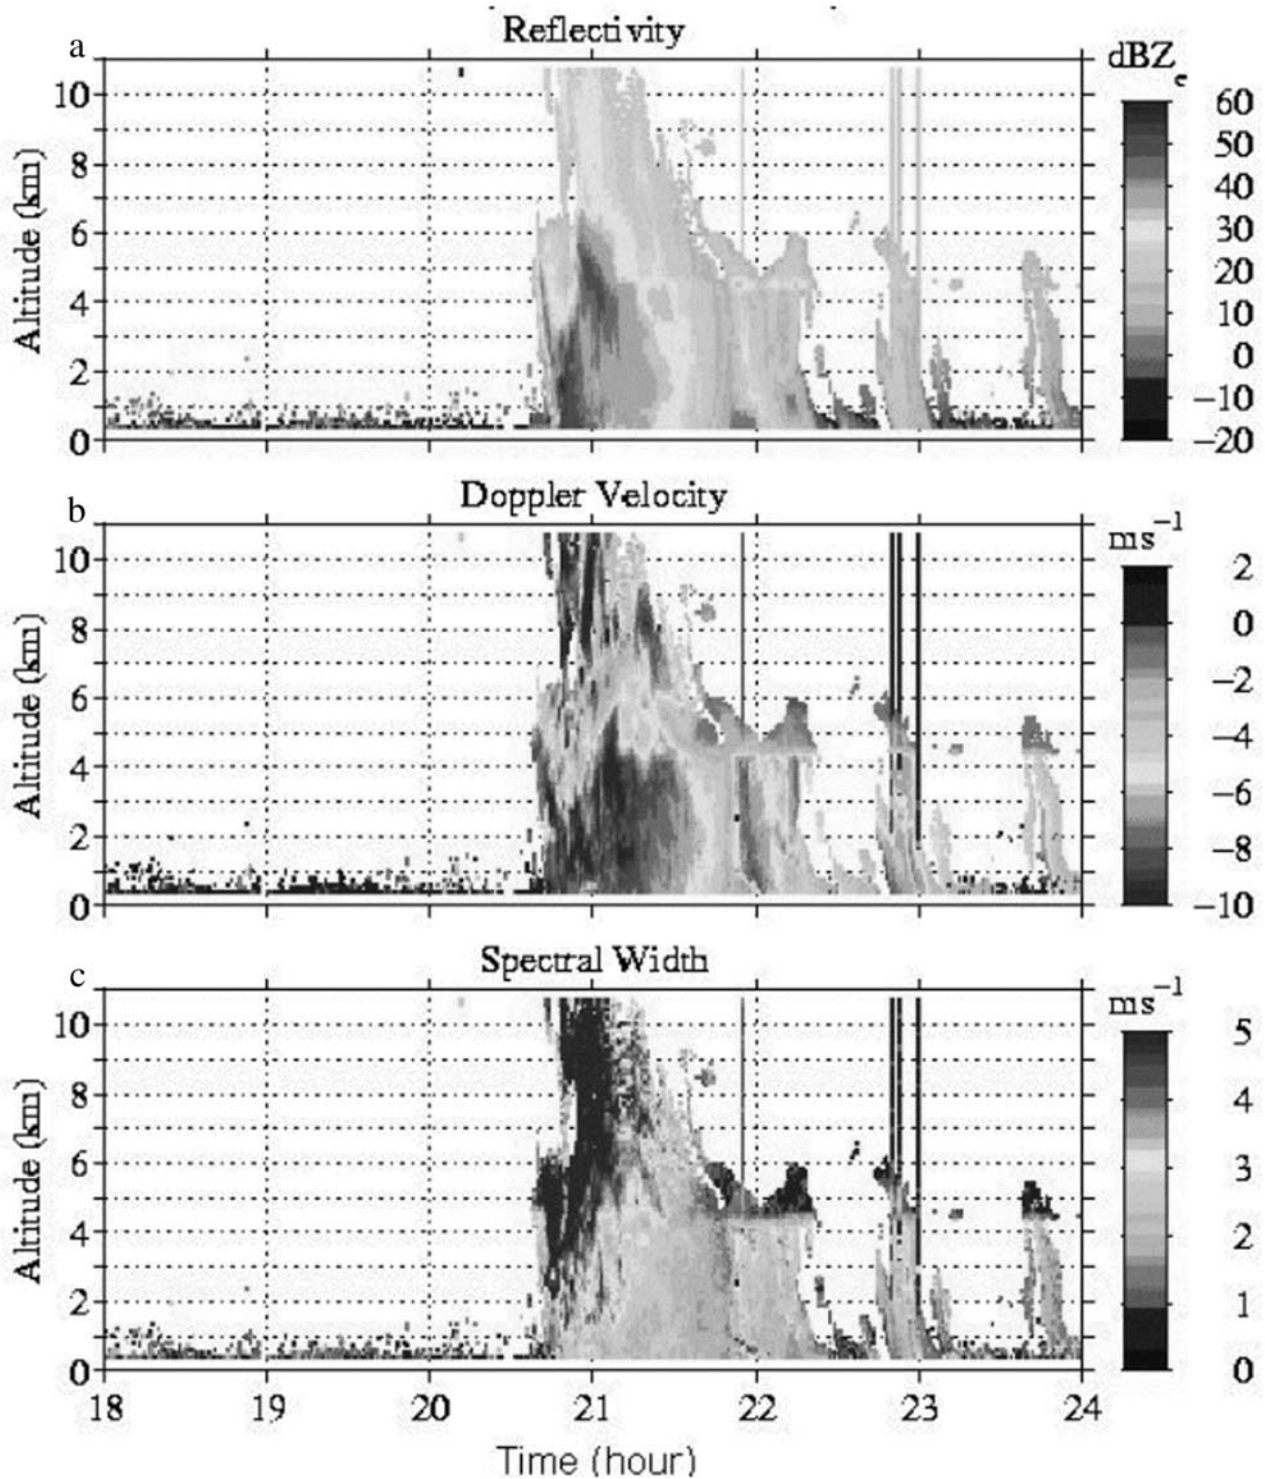 Reflectivity
a
dBZe
Altitude (km)
10
8
6
4
2
0
60
50
40
30
20
10
0
−10
−20
Doppler Velocity
b
ms−1
Altitude (km)
10
8
6
4
2
0
2
0
−2
−4
−6
−8
−10
Spectral Width
c
ms−1
Altitude (km)
10
8
6
4
2
0
5
4
3
2
1
0
18 19 20 21 22 23 24
Time (hour)